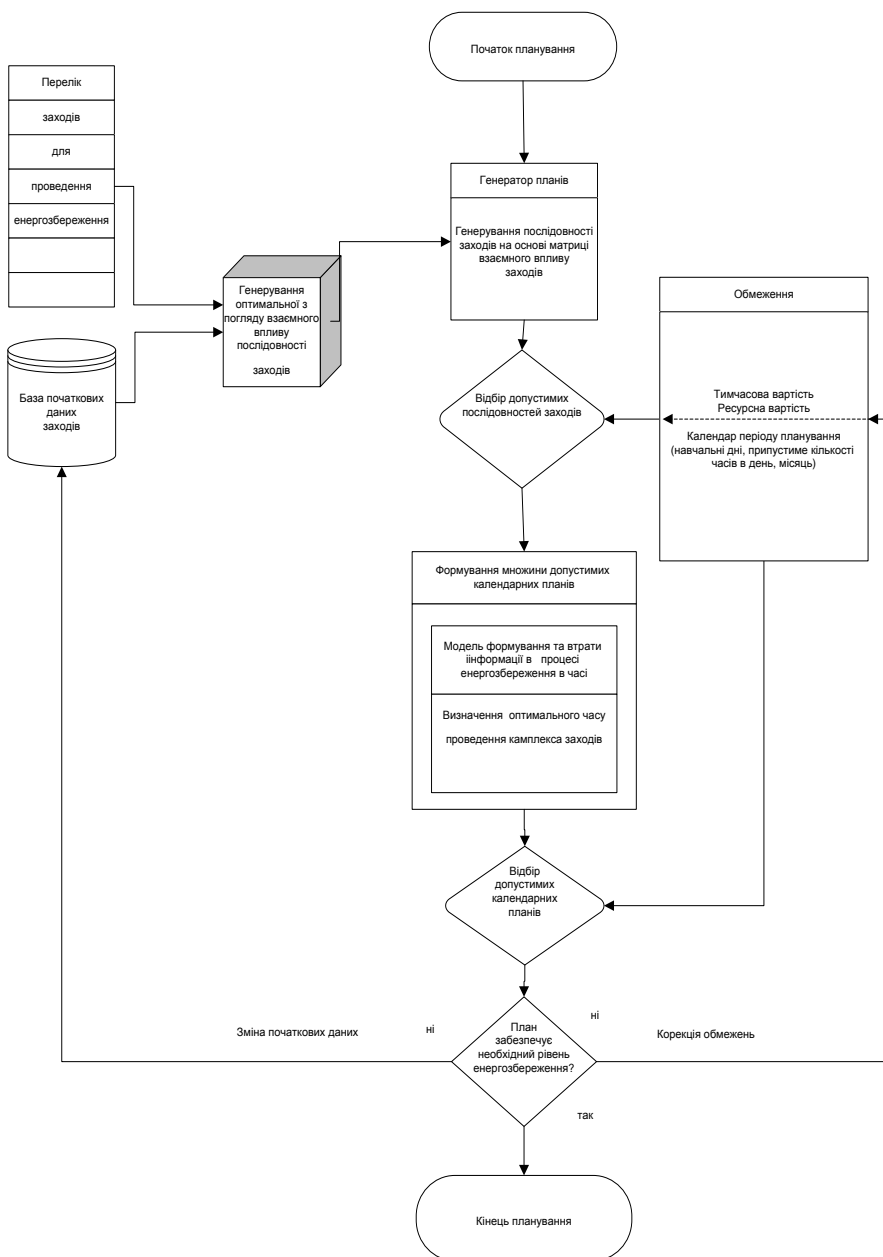 Початок планування
Перелік
заходів
для
проведення
енергозбереження
Генератор планів
Генерування послідовності
заходів на основі матриці
взаємного впливу
заходів
Генерування
оптимальної з
погляду взаємного
впливу
послідовності
заходів
База початкових
даних
заходів
Обмеження
Тимчасова вартість
Ресурсна вартість
Календар періоду планування
(навчальні дні, припустиме кількості
часів в день, місяць)
Відбір допустимих
послідовностей заходів
Формування множини допустимих
календарних планів
Модель формування та втрати
іінформації в процесі
енергозбереження в часі
Визначення оптимального часу
проведення камплекса заходів
Відбір
допустимих
календарних
планів
План
забезпечує
необхідний рівень
енергозбереження?
Зміна початкових даних
ні
ні
Корекція обмежень
так
Кінець планування